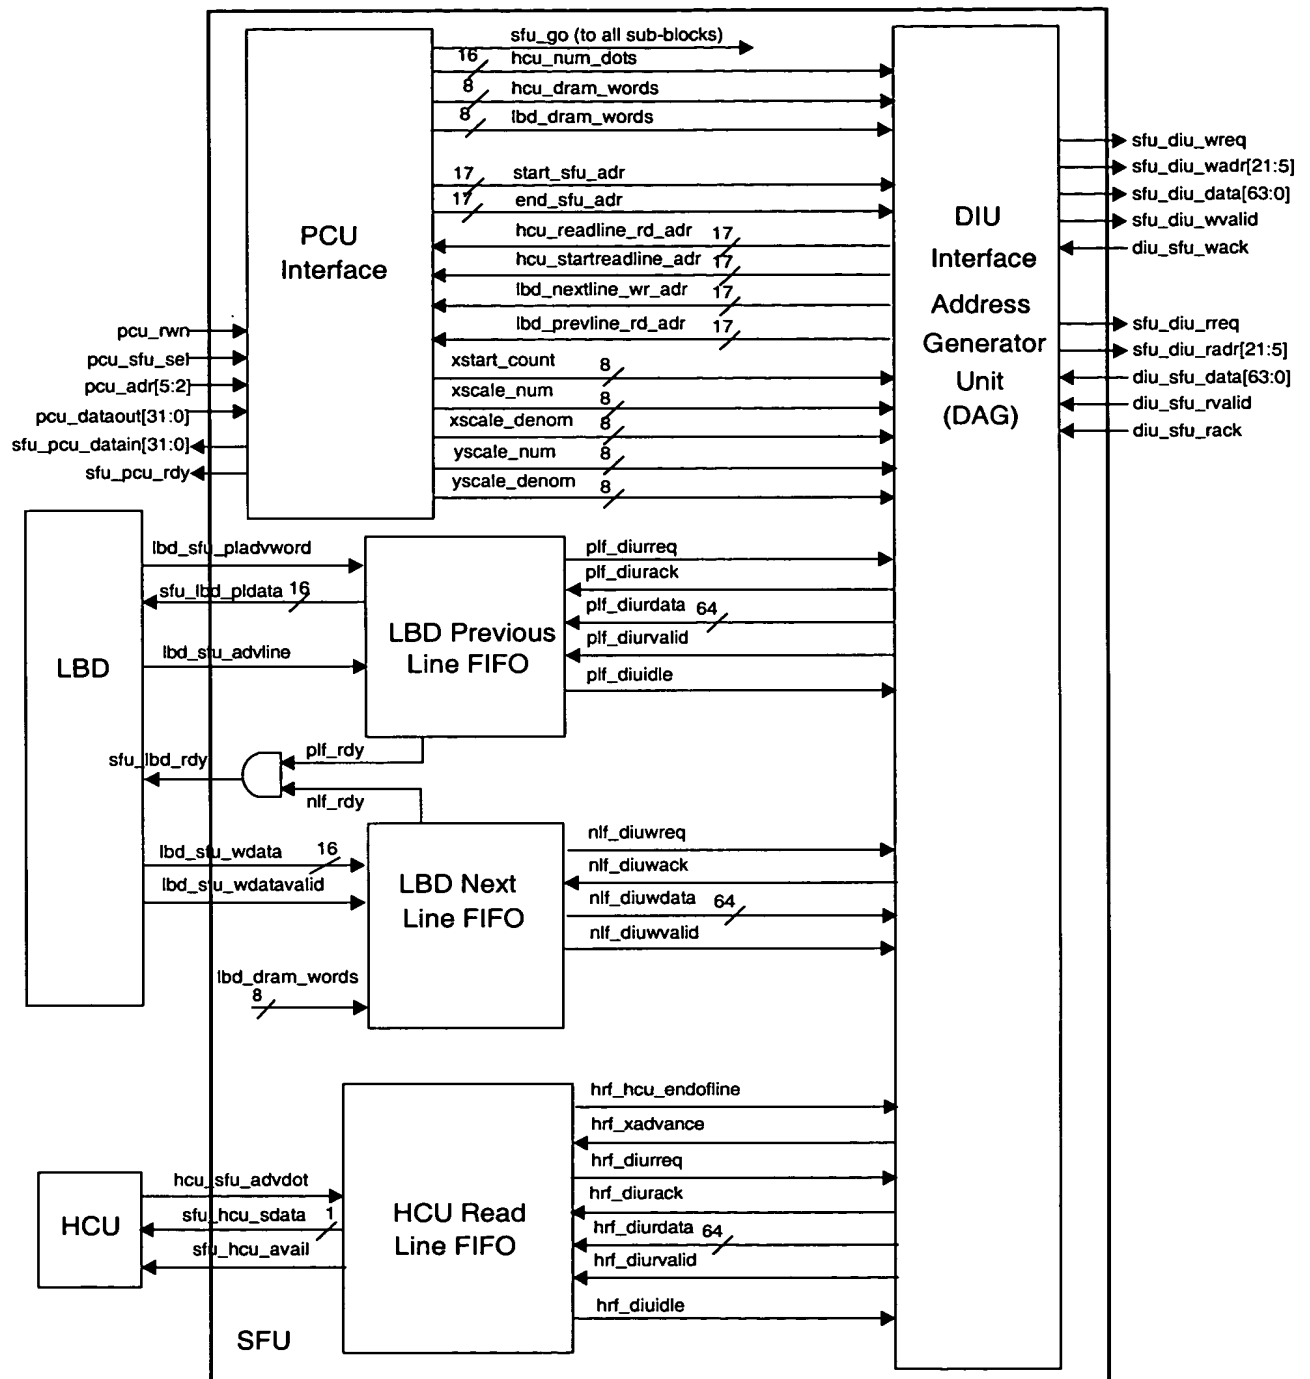 sfu_go (to all sub-blocks)
16 hcu_num_dots
8 hcu_dram_words
8 lbd_dram_words
17 start_sfu_adr
17 end_sfu_adr
hcu_readline_rd_adr 17
hcu_startreadline_adr 17
lbd_nextline_wr_adr 17
lbd_prevline_rd_adr 17
xstart_count 8
xscale_num 8
xscale_denom 8
yscale_num 8
yscale_denom 8
PCU
Interface
pcu_rwn
pcu_sfu_sel
pcu_adr[5:2]
pcu_dataout[31:0]
sfu_pcu_datain[31:0]
sfu_pcu_rdy
DIU
Interface
Address
Generator
Unit
(DAG)
sfu_diu_wreq
sfu_diu_wadr[21:5]
sfu_diu_data[63:0]
sfu_diu_wvalid
diu_sfu_wack
sfu_diu_rreq
sfu_diu_radr[21:5]
diu_sfu_data[63:0]
diu_sfu_rvalid
diu_sfu_rack
LBD
lbd_sfu_pladvword
sfu_lbd_pldata 16
lbd_sfu_advline
LBD Previous
Line FIFO
plf_diurreq
plf_diurack
plf_diurdata 64
plf_diurvalid
plf_diuidle
sfu_lbd_rdy
plf_rdy
nlf_rdy
lbd_sfu_wdata 16
lbd_sfu_wdatavalid
lbd_dram_words
8
LBD Next
Line FIFO
nlf_diuwreq
nlf_diuwack
nlf_diuwdata 64
nlf_diuwvalid
HCU
hcu_sfu_advdot
sfu_hcu_sdata 1
sfu_hcu_avail
HCU Read
Line FIFO
hrf_hcu_endofline
hrf_xadvance
hrf_diurreq
hrf_diurack
hrf_diurdata 64
hrf_diurvalid
hrf_diuidle
SFU